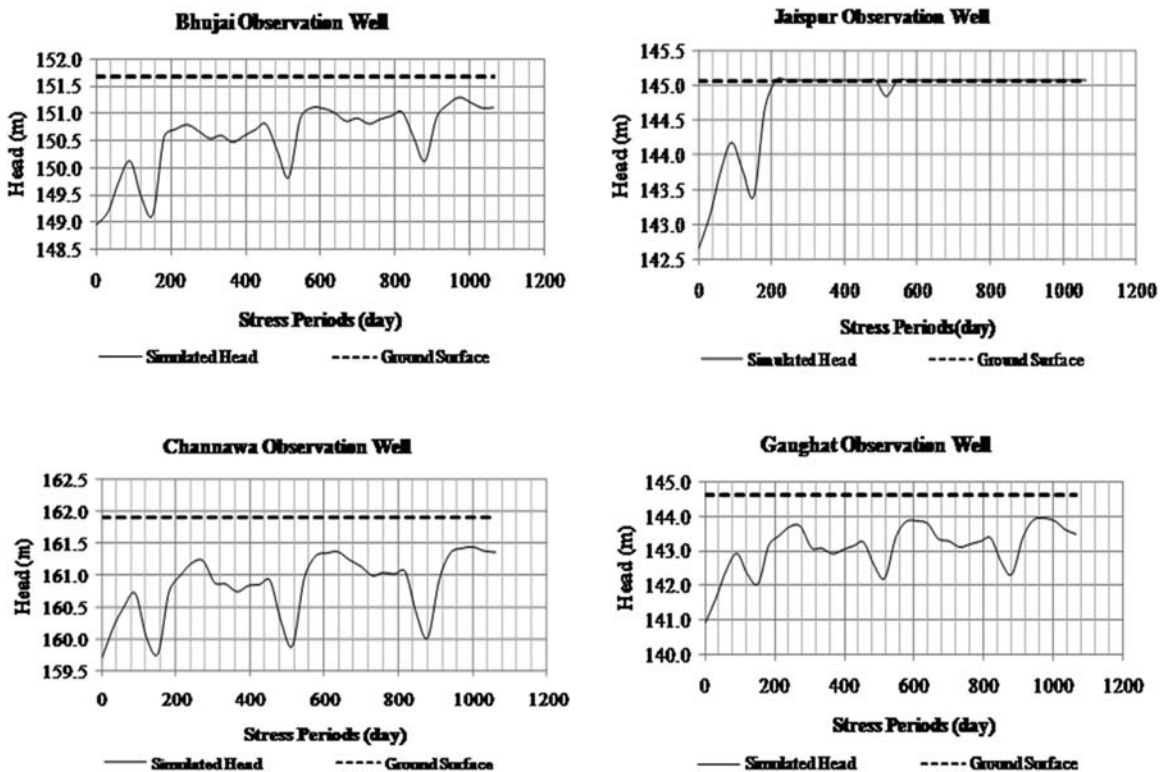 Bhujai Observation Well
Head (m)
152.0
151.5
151.0
150.5
150.0
149.5
149.0
148.5
0 200 400 600 800 1000 1200
Stress Periods (day)
Simulated Head Ground Surface
Jaispur Observation Well
Head (m)
145.5
145.0
144.5
144.0
143.5
143.0
142.5
0 200 400 600 800 1000 1200
Stress Periods(day)
Simulated Head Ground Surface
Channawa Observation Well
Head (m)
162.5
162.0
161.5
161.0
160.5
160.0
159.5
0 200 400 600 800 1000 1200
Stress Periods (day)
Simulated Head Ground Surface
Gaughat Observation Well
Head (m)
145.0
144.0
143.0
142.0
141.0
140.0
0 200 400 600 800 1000 1200
Stress Periods (day)
Simulated Head Ground Surface